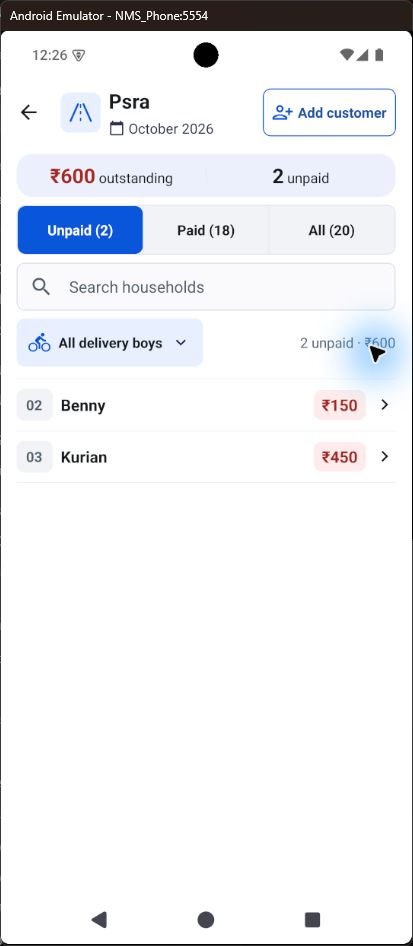 Android Emulator - NMS_Phone:5554
12:26
Psra
October 2026
Add customer
₹600 outstanding
2 unpaid
Unpaid (2)
Paid (18)
All (20)
Search households
All delivery boys
2 unpaid · ₹600
02 Benny ₹150
03 Kurian ₹450